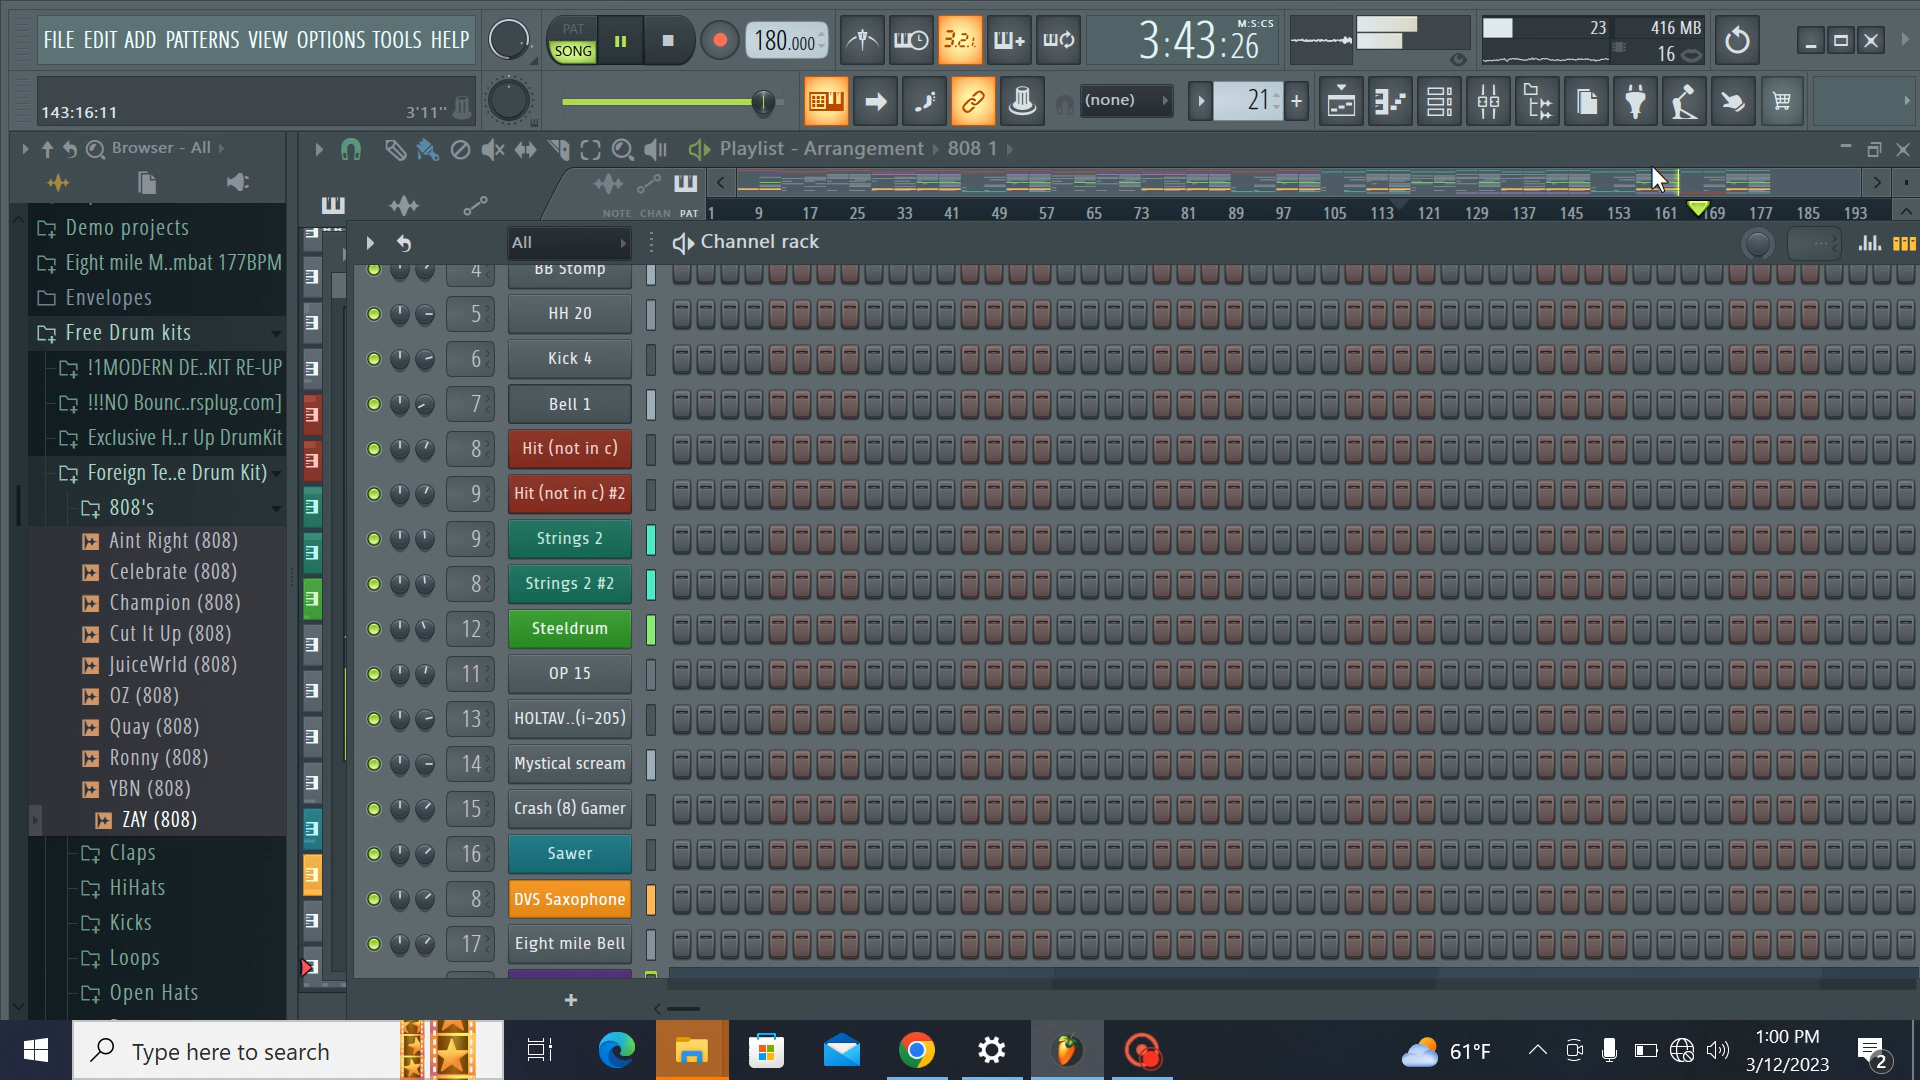 FILE EDIT ADD PATTERNS VIEW OPTIONS TOOLS HELP
PAT
SONG
180.000
3.2.1
3:43:26
M:S:CS
23
416 MB
16
143:16:11
3'11"
(none)
21
Browser - All
Playlist - Arrangement
808 1
NOTE CHAN PAT
1 9 17 25 33 41 49 57 65 73 81 89 97 105 113 121 129 137 145 153 161 169 177 185 193
All
Channel rack
Demo projects
Eight mile M..mbat 177BPM
Envelopes
Free Drum kits
!1MODERN DE..KIT RE-UP
!!!NO Bounc..rsplug.com]
Exclusive H..r Up DrumKit
Foreign Te..e Drum Kit)
808's
Aint Right (808)
Celebrate (808)
Champion (808)
Cut It Up (808)
JuiceWrld (808)
OZ (808)
Quay (808)
Ronny (808)
YBN (808)
ZAY (808)
Claps
HiHats
Kicks
Loops
Open Hats
4 BB Stomp
5 HH 20
6 Kick 4
7 Bell 1
8 Hit (not in c)
9 Hit (not in c) #2
9 Strings 2
8 Strings 2 #2
12 Steeldrum
11 OP 15
13 HOLTAV..(i-205)
14 Mystical scream
15 Crash (8) Gamer
16 Sawer
8 DVS Saxophone
17 Eight mile Bell
Type here to search
61°F
1:00 PM
3/12/2023
2